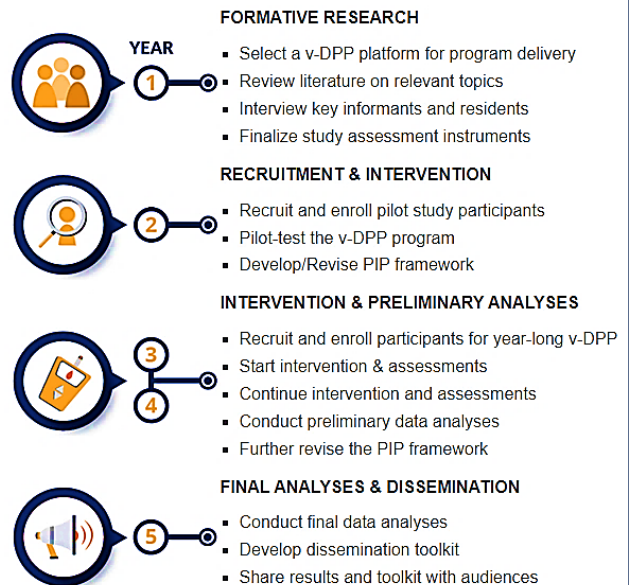 FORMATIVE RESEARCH
YEAR
1
▪ Select a v-DPP platform for program delivery
▪ Review literature on relevant topics
▪ Interview key informants and residents
▪ Finalize study assessment instruments
RECRUITMENT & INTERVENTION
2
▪ Recruit and enroll pilot study participants
▪ Pilot-test the v-DPP program
▪ Develop/Revise PIP framework
INTERVENTION & PRELIMINARY ANALYSES
3
4
▪ Recruit and enroll participants for year-long v-DPP
▪ Start intervention & assessments
▪ Continue intervention and assessments
▪ Conduct preliminary data analyses
▪ Further revise the PIP framework
FINAL ANALYSES & DISSEMINATION
5
▪ Conduct final data analyses
▪ Develop dissemination toolkit
▪ Share results and toolkit with audiences